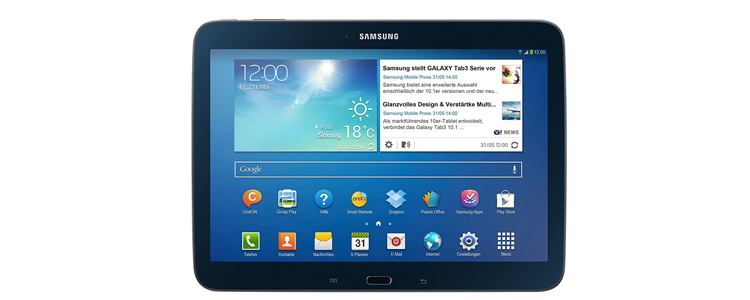 SAMSUNG
12:00
12:00
Fr, 31 Mai
Köln
Sonnig 18°C
Samsung stellt GALAXY Tab3 Serie vor
Samsung Mobile Press 31/05 14:00
Samsung bietet eine erweiterte Auswahl
einschließlich der 10.1er versionen und der neu...
Glanzvolles Design & Verstärkte Multi...
Samsung Mobile Press 31/05 14:00
Als marktführendes 10er-Tablet entwickelt,
verbindet das Galaxy Tab3 10.1 ...
Y! NEWS
31/05 12:00
Google
ChatON
Group Play
Hilfe
Smart Remote
Dropbox
Polaris Office
Samsung Apps
Play Store
Telefon
Kontakte
Nachrichten
31
S Planner
E-Mail
Internet
Einstellungen
Menü